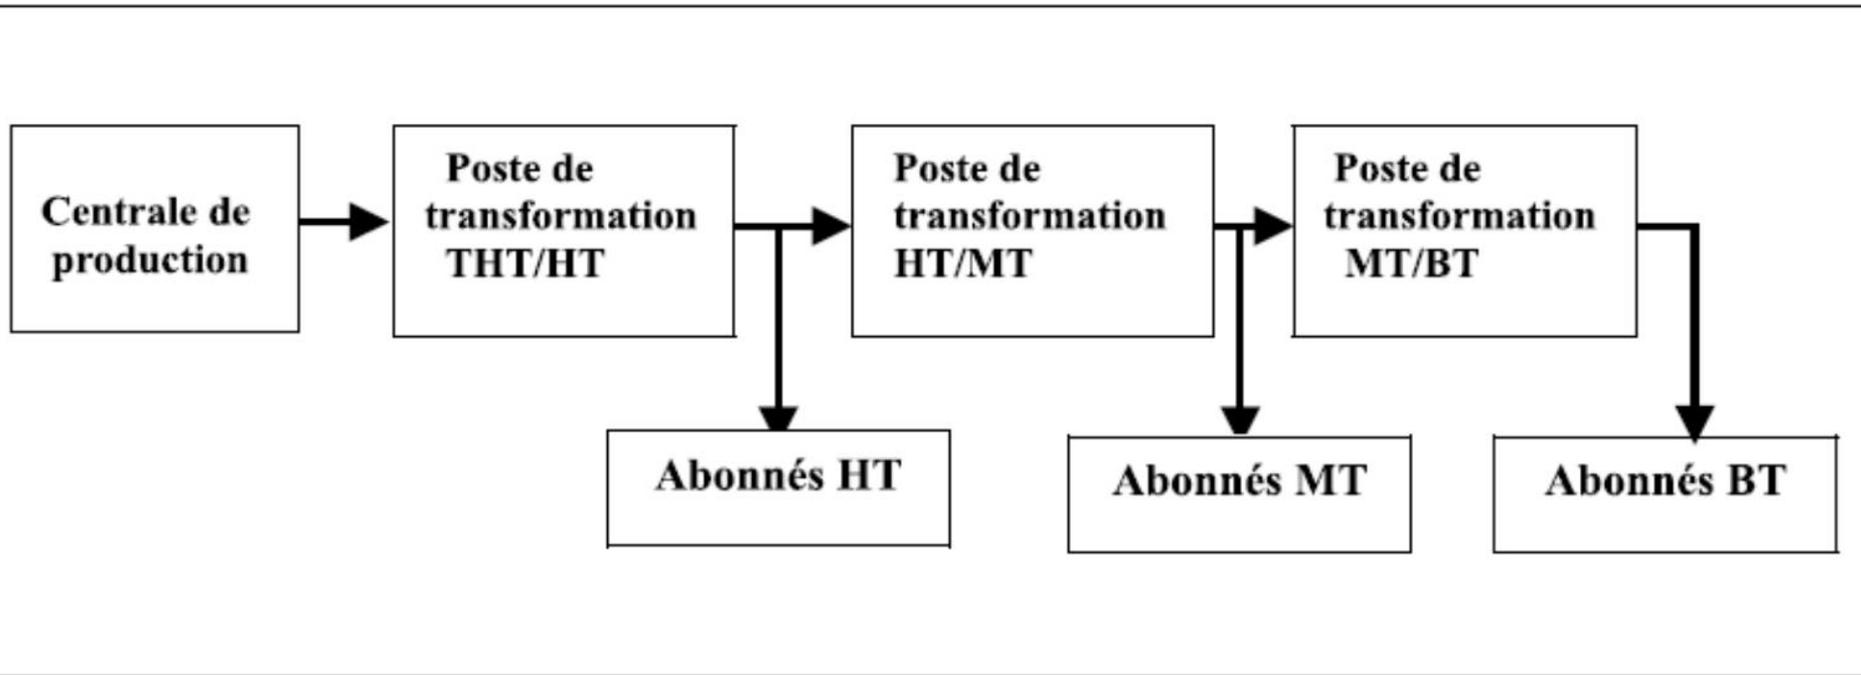 Centrale de
production
Poste de
transformation
THT/HT
Poste de
transformation
HT/MT
Poste de
transformation
MT/BT
Abonnés HT
Abonnés MT
Abonnés BT